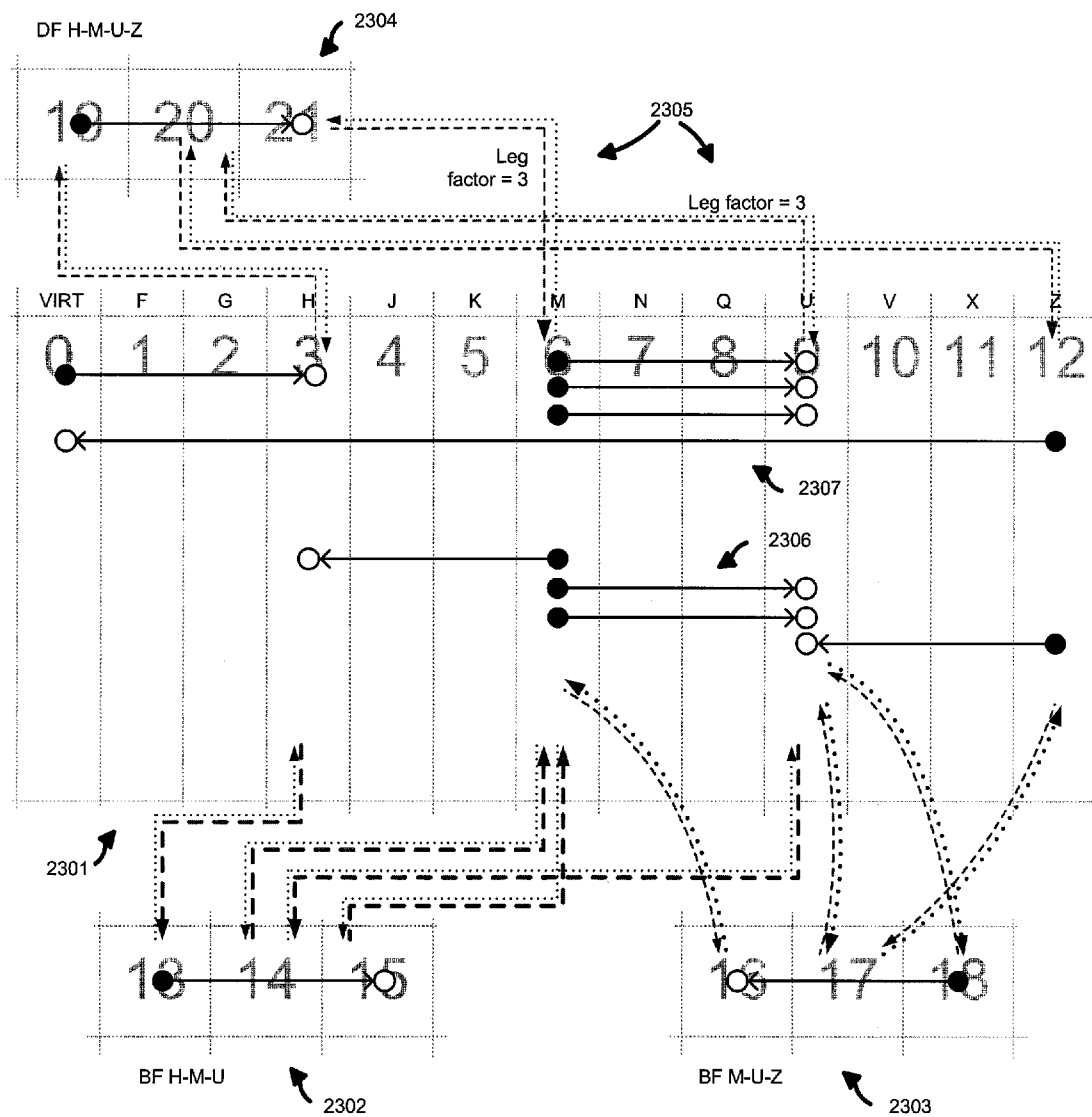 2304
DF H-M-U-Z
19 20 21
2305
Leg
factor = 3
Leg factor = 3
VIRT F G H J K M N Q U V X Z
0 1 2 3 4 5 6 7 8 9 10 11 12
2307
2306
2301
13 14 15 16 17 18
BF H-M-U
BF M-U-Z
2302
2303